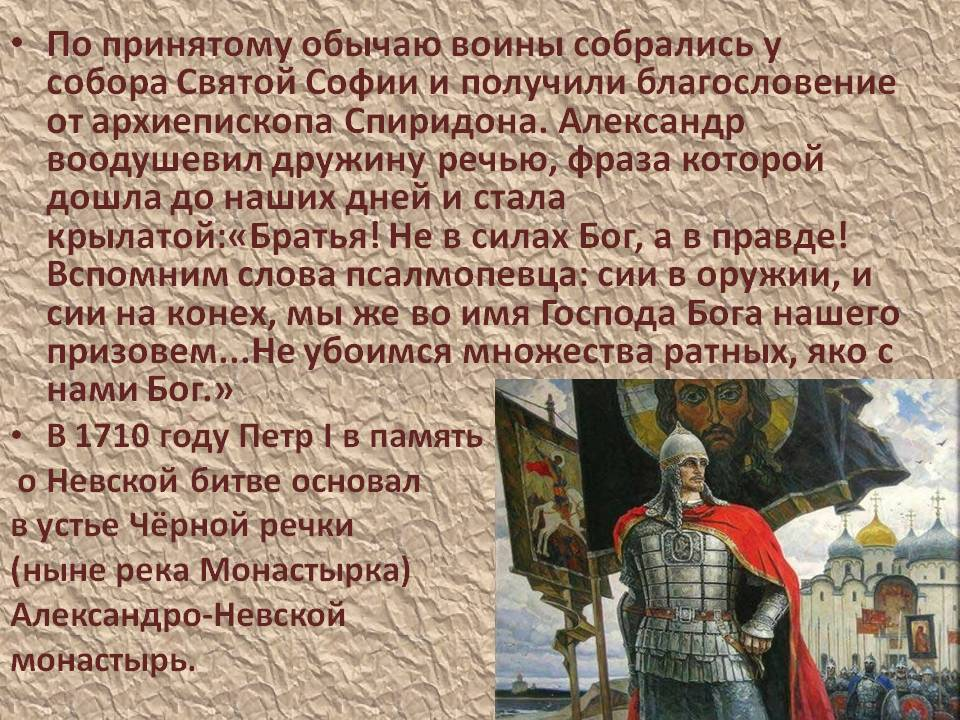 • По принятому обычаю воины собрались у
собора Святой Софии и получили благословение
от архиепископа Спиридона. Александр
воодушевил дружину речью, фраза которой
дошла до наших дней и стала
крылатой:«Братья! Не в силах Бог, а в правде!
Вспомним слова псалмопевца: сии в оружии, и
сии на конех, мы же во имя Господа Бога нашего
призовем...Не убоимся множества ратных, яко с
нами Бог.»
• В 1710 году Петр I в память
о Невской битве основал
в устье Чёрной речки
(ныне река Монастырка)
Александро-Невской
монастырь.